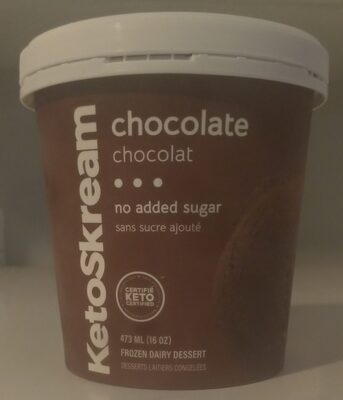 KetoSkream
chocolate
chocolat
no added sugar
sans sucre ajouté
CERTIFIÉ
KETO
CERTIFIED
473 ML (16 OZ)
FROZEN DAIRY DESSERT
DESSERTS LAITIERS CONGELÉES